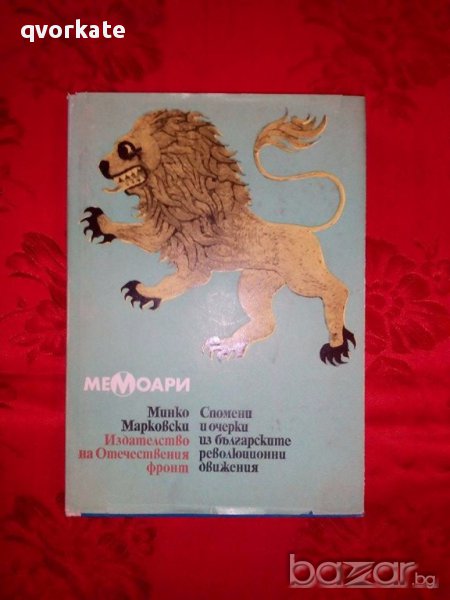 qvorkate
МЕМОАРИ
Минко
Марковски
Издателство
на Отечествения
фронт
Спомени
и очерки
из българските
революционни
движения
bazar.bg